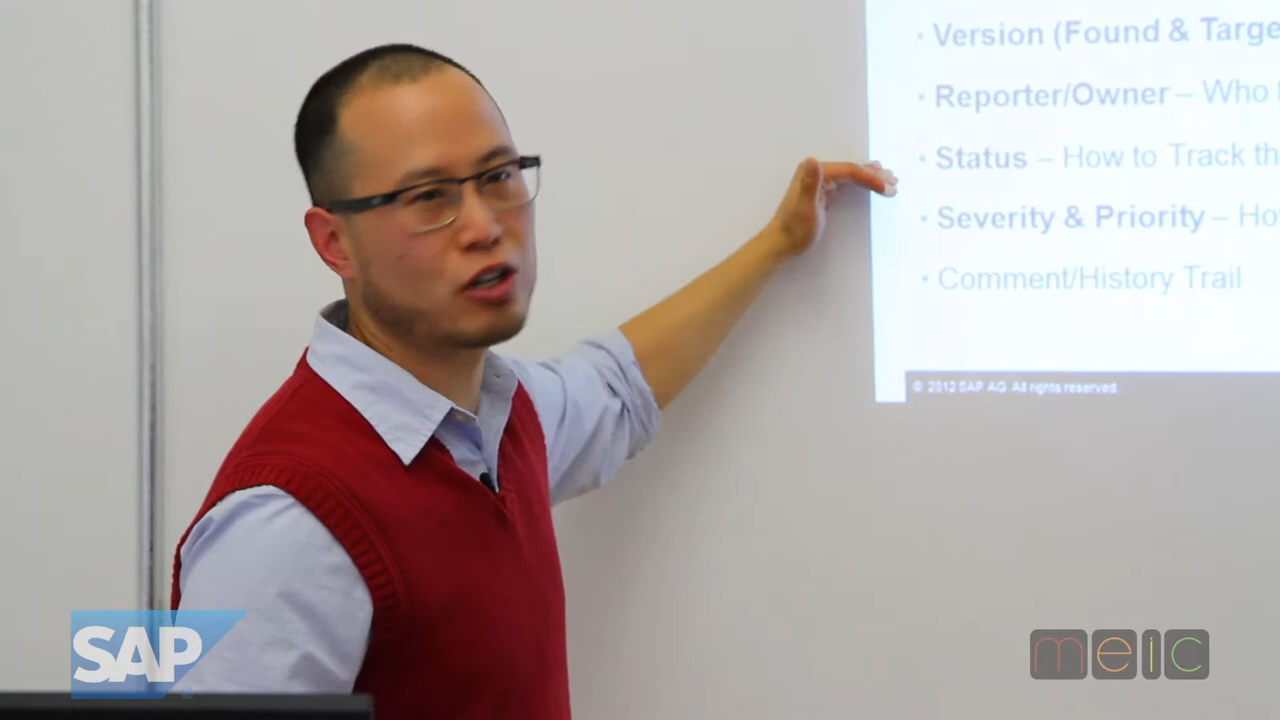 • Version (Found & Targe
• Reporter/Owner – Who
• Status – How to Track th
• Severity & Priority – Ho
• Comment/History Trail
© 2012 SAP AG. All rights reserved.
SAP
meic